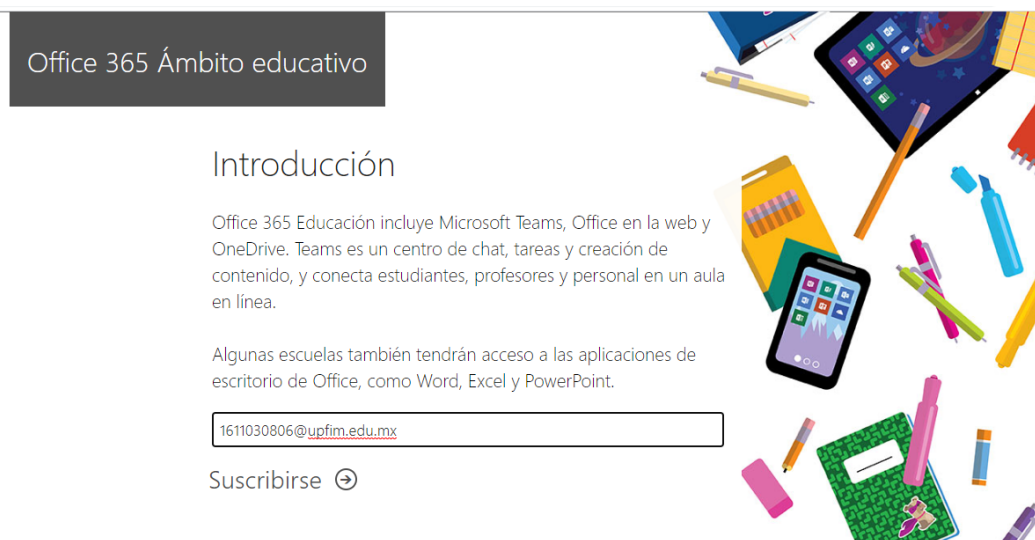 Office 365 Ámbito educativo
Introducción
Office 365 Educación incluye Microsoft Teams, Office en la web y
OneDrive. Teams es un centro de chat, tareas y creación de
contenido, y conecta estudiantes, profesores y personal en un aula
en línea.
Algunas escuelas también tendrán acceso a las aplicaciones de
escritorio de Office, como Word, Excel y PowerPoint.
1611030806@upfim.edu.mx
Suscribirse